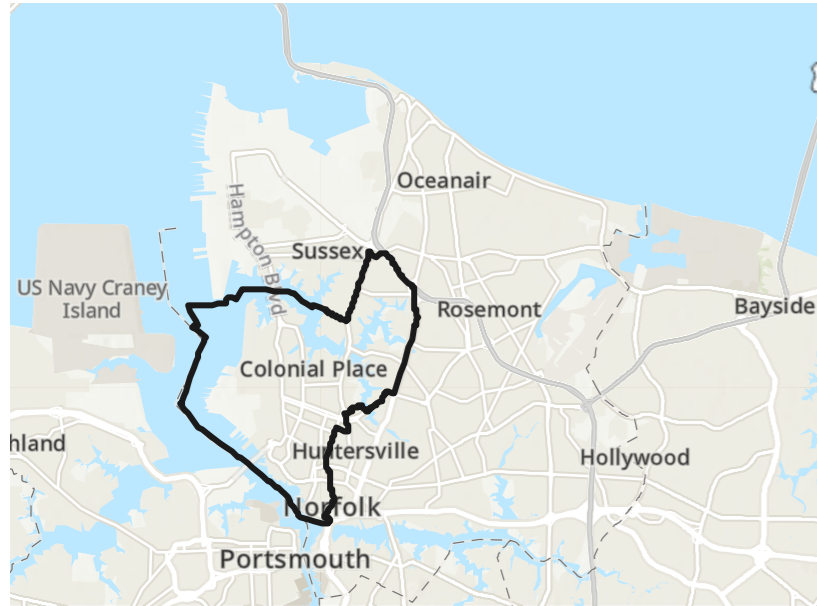 Oceanair
Hampton Blvd
Sussex
US Navy Craney
Island
Rosemont
Bayside
Colonial Place
hland
Huntersville
Hollywood
Norfolk
Portsmouth